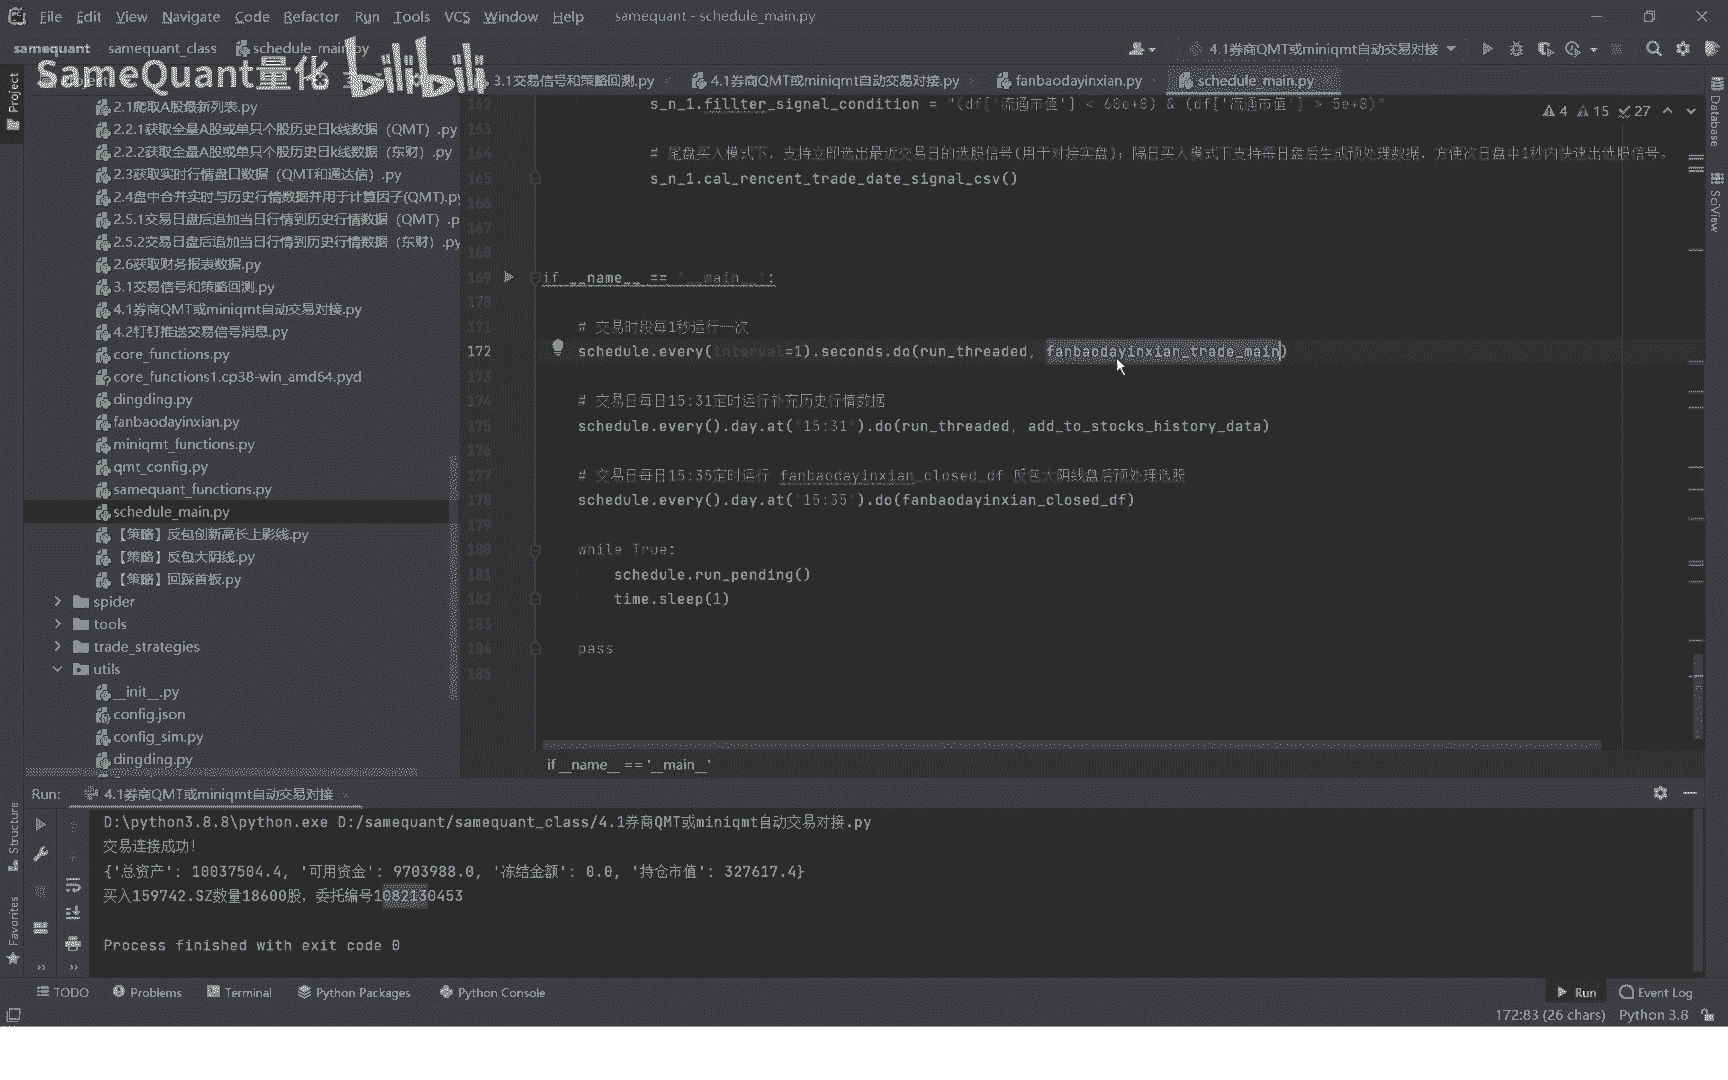 File Edit View Navigate Code Refactor Run Tools VCS Window Help samequant - schedule_main.py
samequant samequant_class schedule_main.py 4.1券商QMT或miniqmt自动交易对接
SameQuant量化 bilibili
3.1交易信号和策略回测.py 4.1券商QMT或miniqmt自动交易对接.py fanbaodayinxian.py schedule_main.py
Project
2.1爬取A股最新列表.py
2.2.1获取全量A股或单只个股历史日k线数据（QMT）.py
2.2.2获取全量A股或单只个股历史日k线数据（东财）.py
2.3获取实时行情盘口数据（QMT和通达信）.py
2.4盘中合并实时与历史行情数据并用于计算因子(QMT).py
2.5.1交易日盘后追加当日行情到历史行情数据（QMT）.p
2.5.2交易日盘后追加当日行情到历史行情数据（东财）.py
2.6获取财务报表数据.py
3.1交易信号和策略回测.py
4.1券商QMT或miniqmt自动交易对接.py
4.2钉钉推送交易信号消息.py
core_functions.py
core_functions1.cp38-win_amd64.pyd
dingding.py
fanbaodayinxian.py
miniqmt_functions.py
qmt_config.py
samequant_functions.py
schedule_main.py
【策略】反包创新高长上影线.py
【策略】反包大阴线.py
【策略】回踩首板.py
spider
tools
trade_strategies
utils
__init__.py
config.json
config_sim.py
dingding.py
4 15 27
162 s_n_1.fillter_signal_condition = "(df['流通市值'] < 60e+8) & (df['流通市值'] > 5e+8)"
163
164 # 尾盘买入模式下，支持立即选出最近交易日的选股信号(用于对接实盘)；隔日买入模式下支持每日盘后生成预处理数据，方便次日盘中1秒内快速出选股信号。
165 s_n_1.cal_rencent_trade_date_signal_csv()
166
167
168
169 if __name__ == '__main__':
170
171 # 交易时段每1秒运行一次
172 schedule.every(interval=1).seconds.do(run_threaded, fanbaodayinxian_trade_main)
173
174 # 交易日每日15:31定时运行补充历史行情数据
175 schedule.every().day.at('15:31').do(run_threaded, add_to_stocks_history_data)
176
177 # 交易日每日15:35定时运行 fanbaodayinxian_closed_df 反包大阴线盘后预处理选股
178 schedule.every().day.at('15:35').do(fanbaodayinxian_closed_df)
179
180 while True:
181 schedule.run_pending()
182 time.sleep(1)
183
184 pass
185
if __name__ == '__main__'
Database
SciView
Structure
Favorites
Run: 4.1券商QMT或miniqmt自动交易对接
D:\python3.8.8\python.exe D:/samequant/samequant_class/4.1券商QMT或miniqmt自动交易对接.py
交易连接成功!
{'总资产': 10037504.4, '可用资金': 9703988.0, '冻结金额': 0.0, '持仓市值': 327617.4}
买入159742.SZ数量18600股，委托编号1082130453
Process finished with exit code 0
TODO Problems Terminal Python Packages Python Console Run Event Log
172:83 (26 chars) Python 3.8